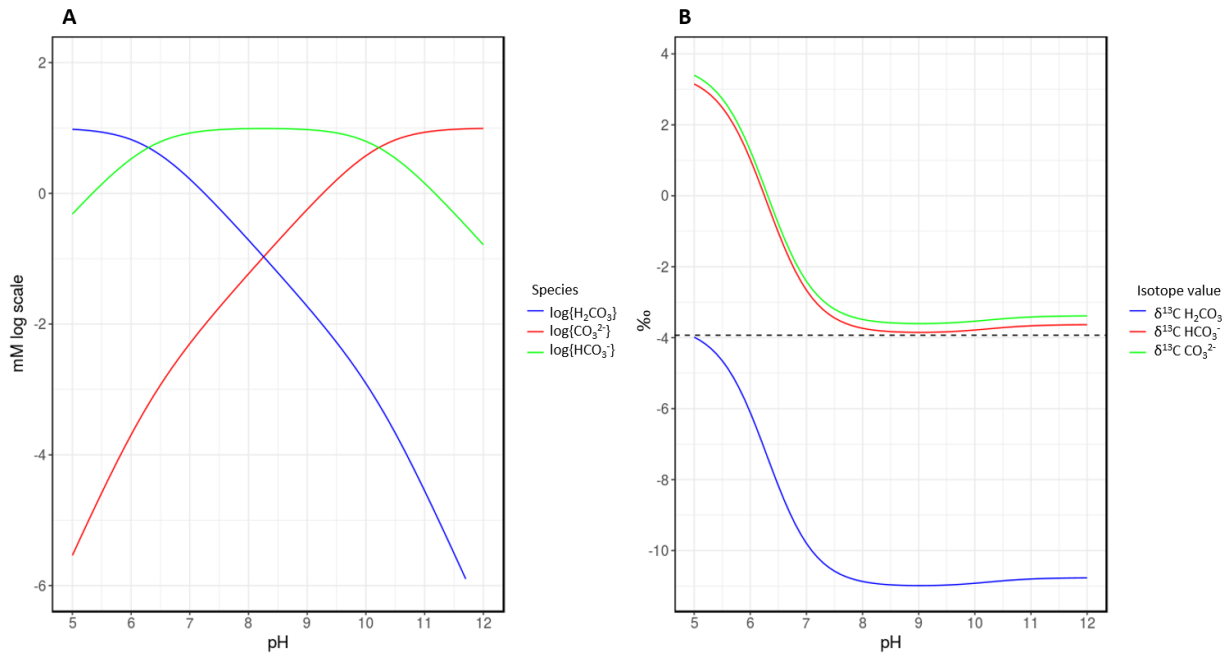 A
mM log scale
2
0
-2
-4
-6
5 6 7 8 9 10 11 12
pH
Species
log{H₂CO₃}
log{CO₃²⁻}
log{HCO₃⁻}
B
‰
4
2
0
-2
-4
-6
-8
-10
5 6 7 8 9 10 11 12
pH
Isotope value
δ¹³C H₂CO₃
δ¹³C HCO₃⁻
δ¹³C CO₃²⁻